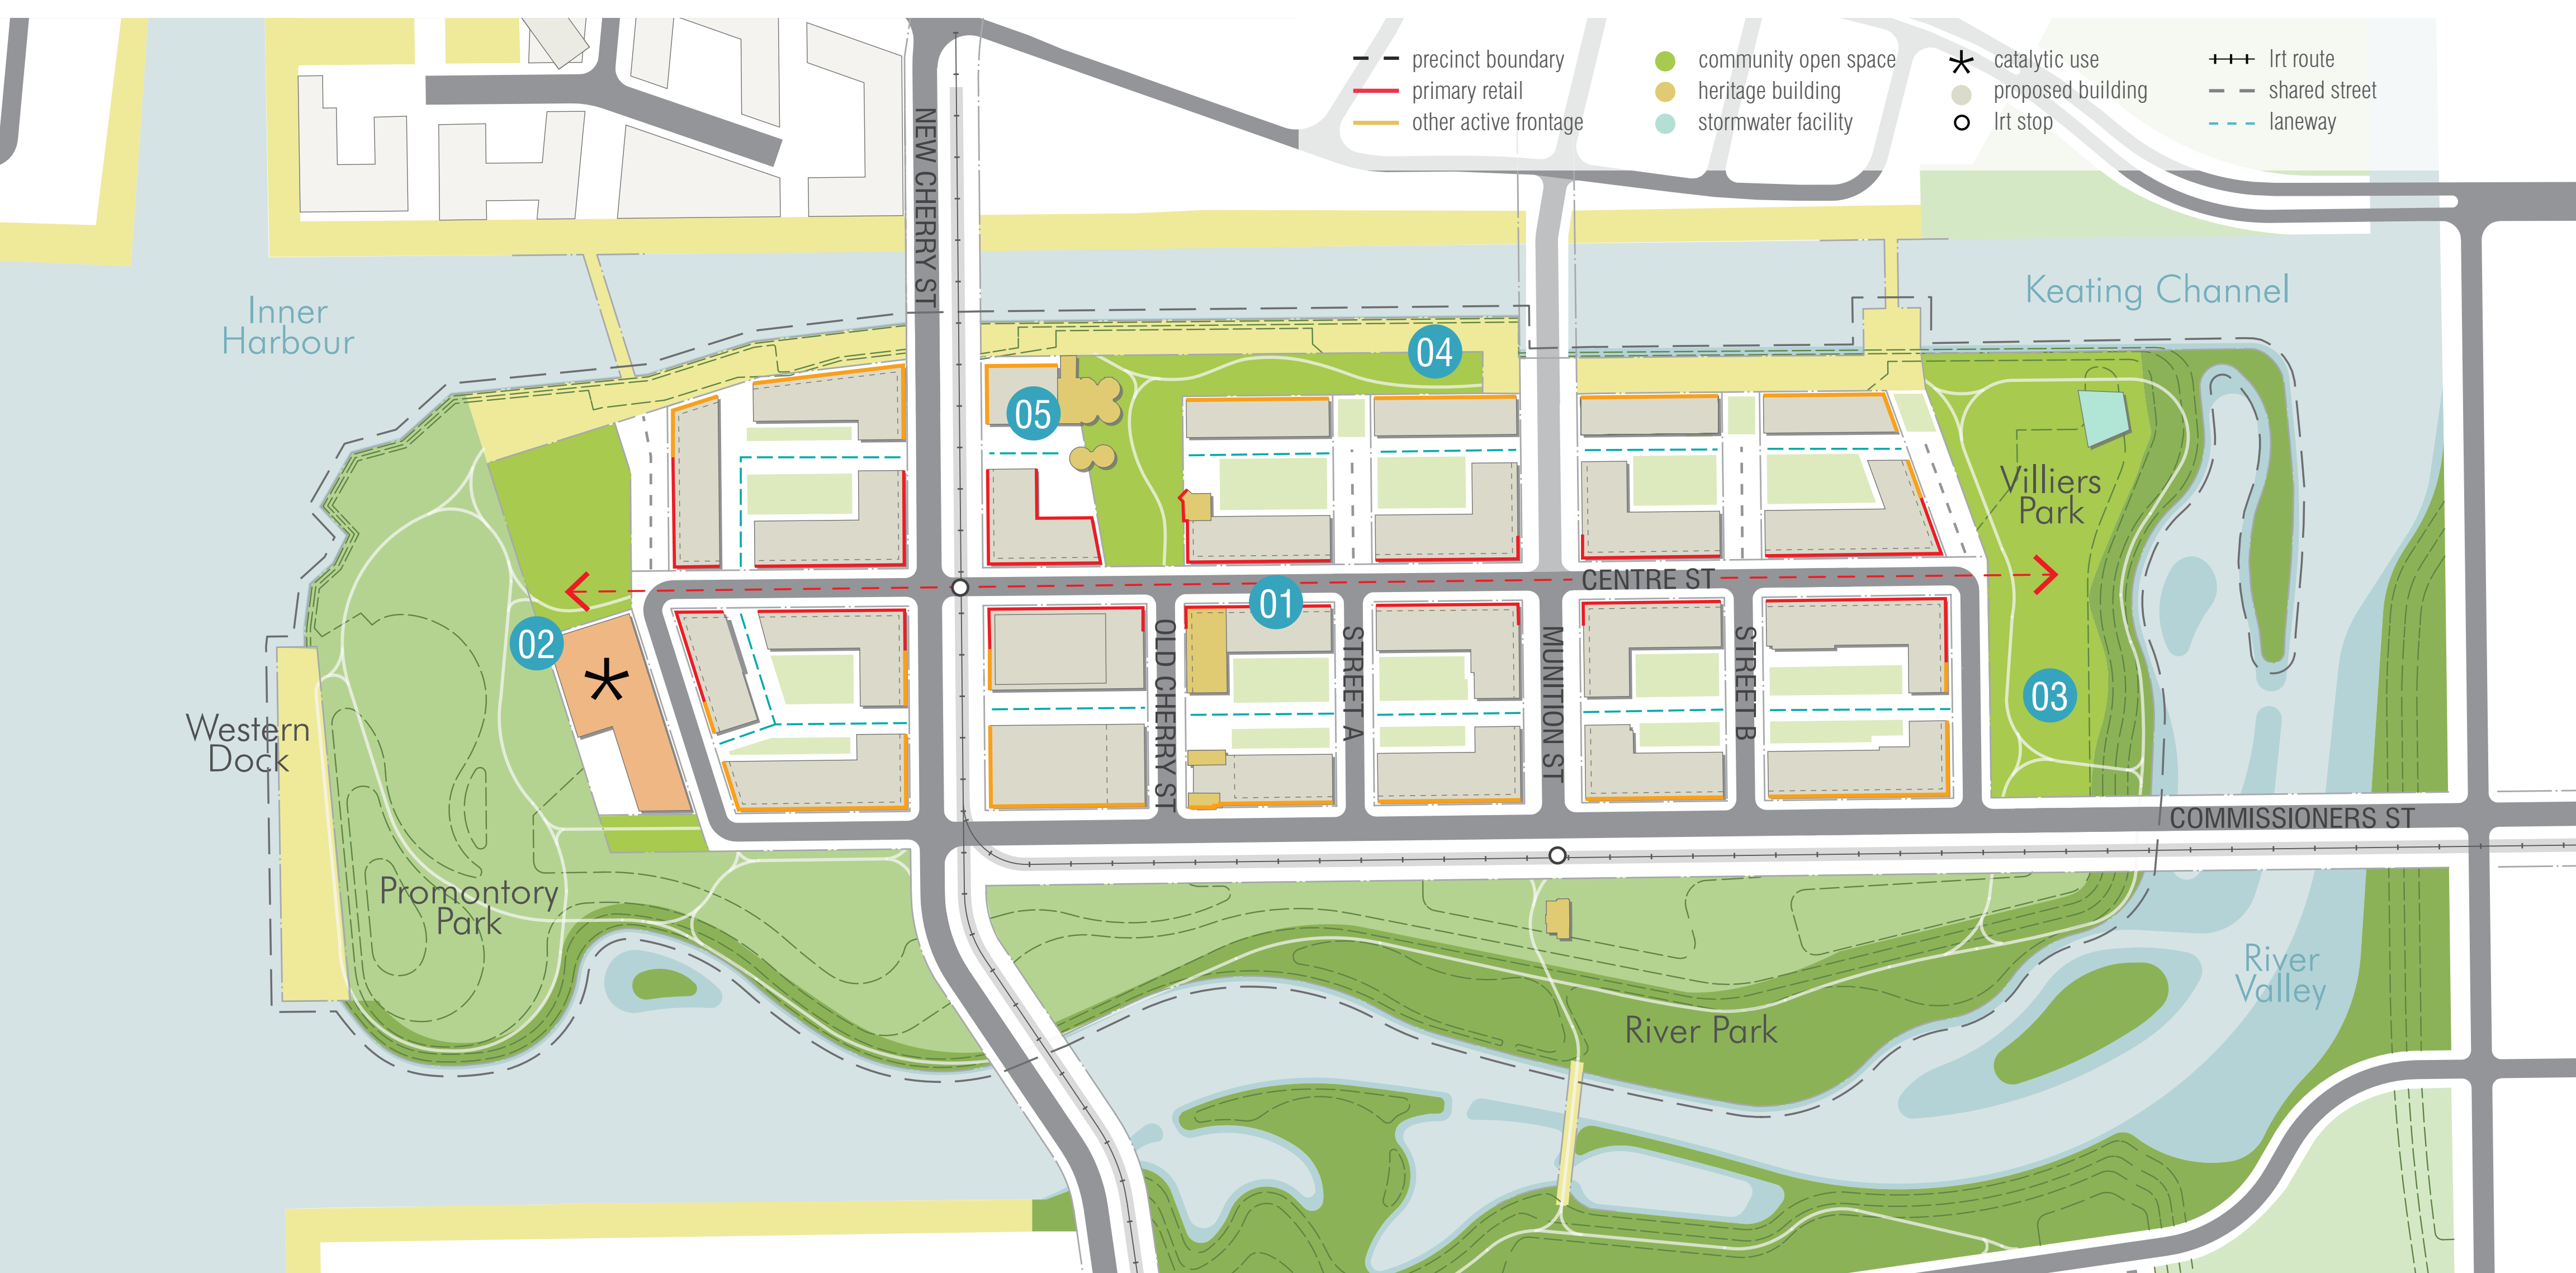 precinct boundary
primary retail
other active frontage
community open space
heritage building
stormwater facility
catalytic use
proposed building
lrt stop
lrt route
shared street
laneway
NEW CHERRY ST
Inner
Harbour
Keating Channel
04
05
Villiers
Park
CENTRE ST
01
02
03
OLD CHERRY ST
STREET A
MUNITION ST
STREET B
Western
Dock
COMMISSIONERS ST
Promontory
Park
River
Valley
River Park